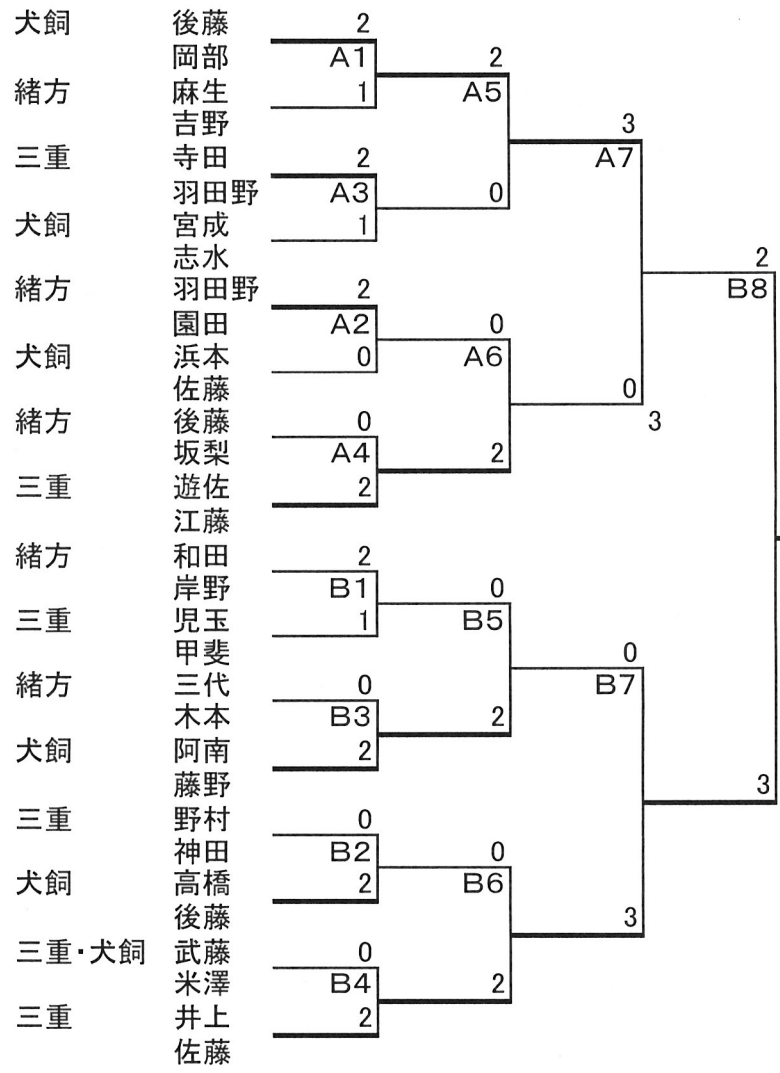 犬飼 後藤 2
岡部 A1 2
緒方 麻生 1 A5
吉野 3
三重 寺田 2 A7
羽田野 A3 0
犬飼 宮成 1
志水 2
緒方 羽田野 2 B8
園田 A2 0
犬飼 浜本 0 A6
佐藤 0
緒方 後藤 0 3
坂梨 A4 2
三重 遊佐 2
江藤
緒方 和田 2
岸野 B1 0
三重 児玉 1 B5
甲斐 0
緒方 三代 0 B7
木本 B3 2
犬飼 阿南 2
藤野 3
三重 野村 0
神田 B2 0
犬飼 高橋 2 B6
後藤 3
三重・犬飼 武藤 0
米澤 B4 2
三重 井上 2
佐藤